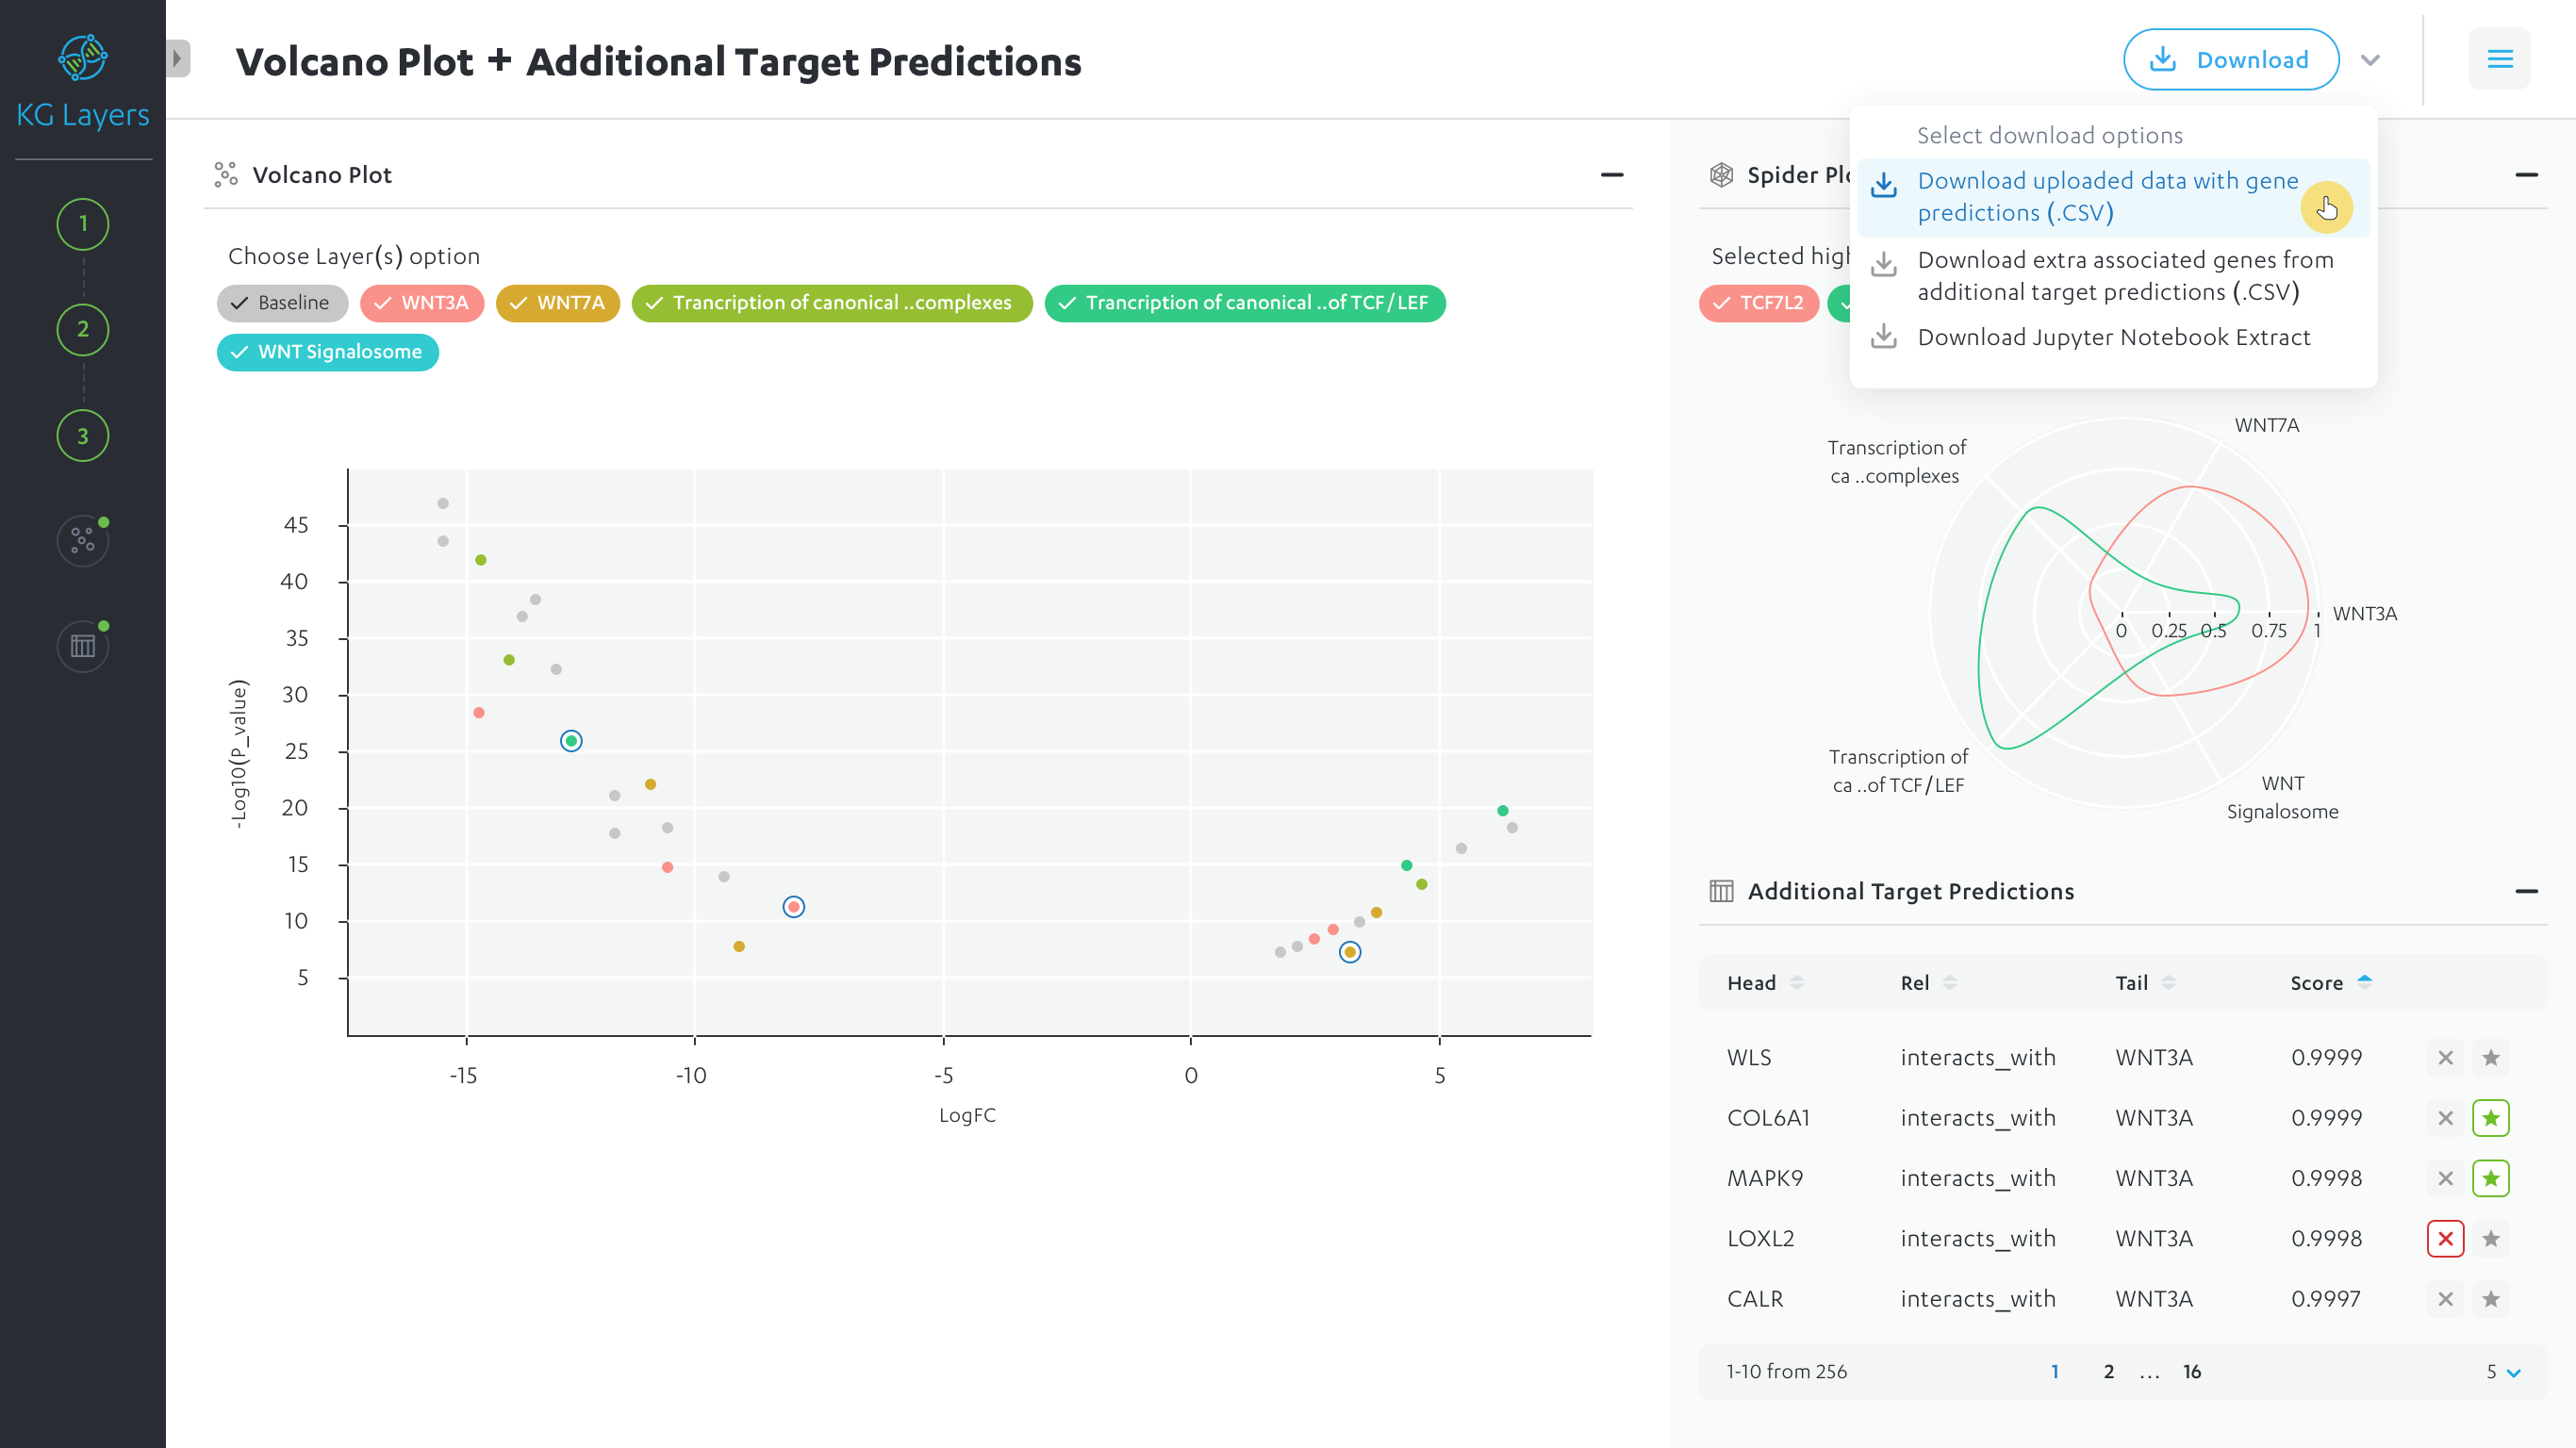 KG Layers
1
2
3
Volcano Plot + Additional Target Predictions
Download
Select download options
Download uploaded data with gene
predictions (.CSV)
Download extra associated genes from
additional target predictions (.CSV)
Download Jupyter Notebook Extract
Volcano Plot
Choose Layer(s) option
Baseline
WNT3A
WNT7A
Trancription of canonical ..complexes
Trancription of canonical ..of TCF/LEF
WNT Signalosome
-Log10(P_value)
45
40
35
30
25
20
15
10
5
-15
-10
-5
0
5
LogFC
Spider
Selected
TCF7L2
WNT7A
Transcription of
ca ..complexes
WNT3A
0 0.25 0.5 0.75 1
Transcription of
ca ..of TCF/LEF
WNT
Signalosome
Additional Target Predictions
Head Rel Tail Score
WLS interacts_with WNT3A 0.9999
COL6A1 interacts_with WNT3A 0.9999
MAPK9 interacts_with WNT3A 0.9998
LOXL2 interacts_with WNT3A 0.9998
CALR interacts_with WNT3A 0.9997
1-10 from 256 1 2 ... 16 5